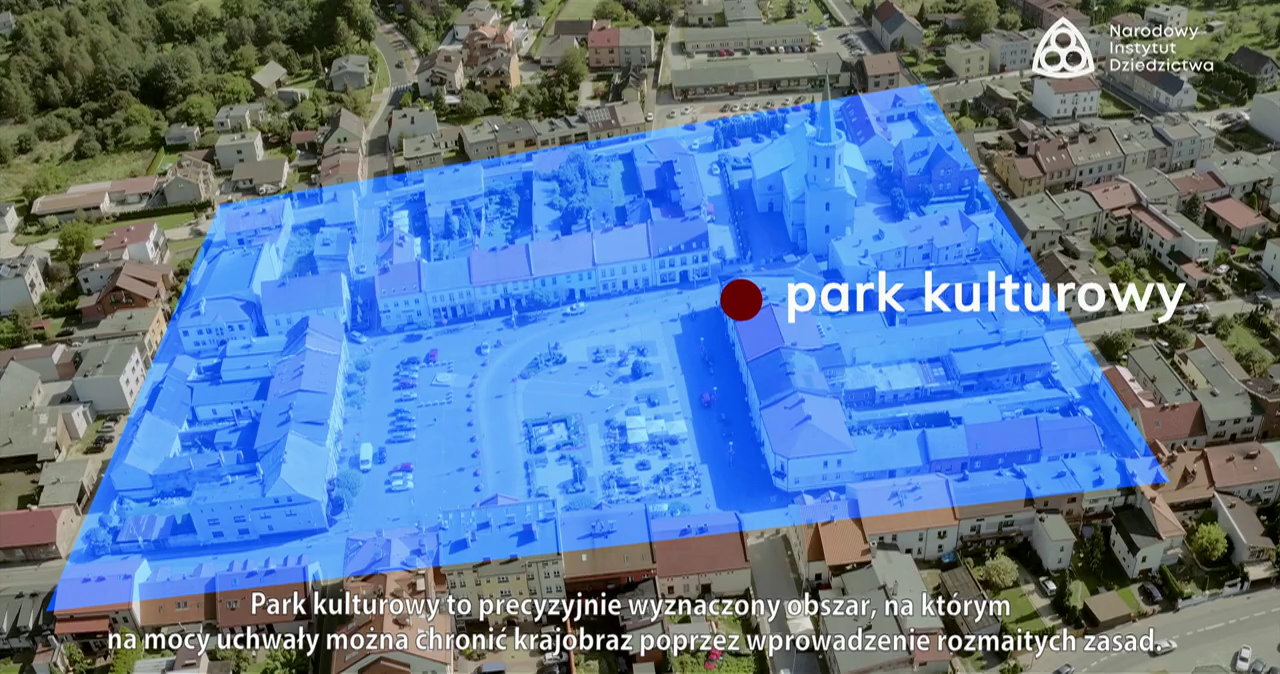 Narodowy
Instytut
Dziedzictwa
park kulturowy
Park kulturowy to precyzyjnie wyznaczony obszar, na którym
na mocy uchwały można chronić krajobraz poprzez wprowadzenie rozmaitych zasad.